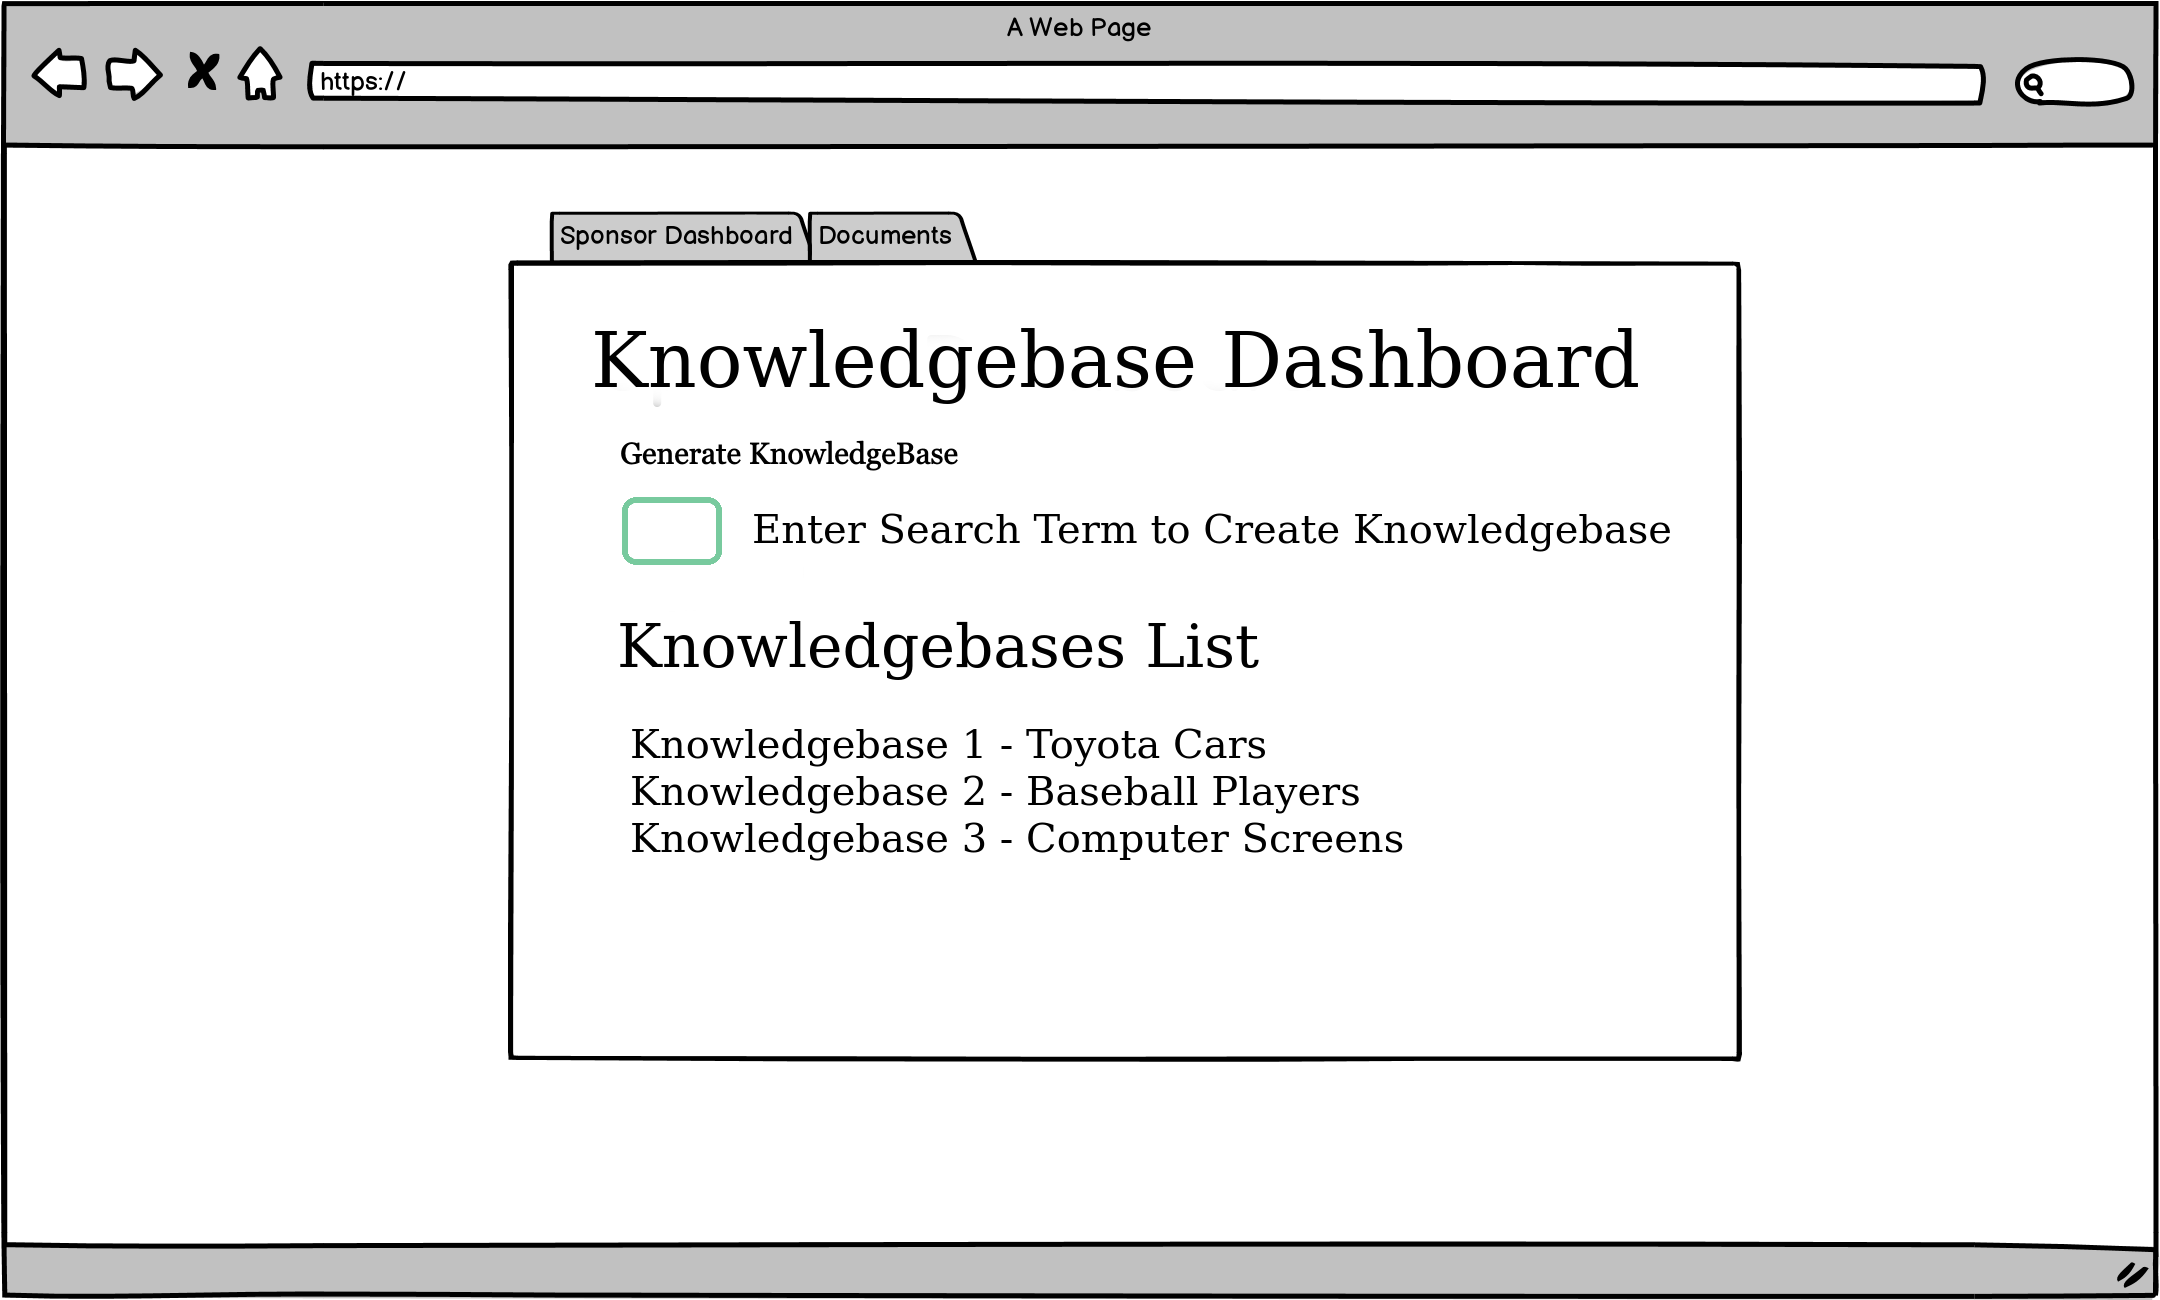 A Web Page
https://
Sponsor Dashboard Documents
Knowledgebase Dashboard
Generate KnowledgeBase
Enter Search Term to Create Knowledgebase
Knowledgebases List
Knowledgebase 1 - Toyota Cars
Knowledgebase 2 - Baseball Players
Knowledgebase 3 - Computer Screens